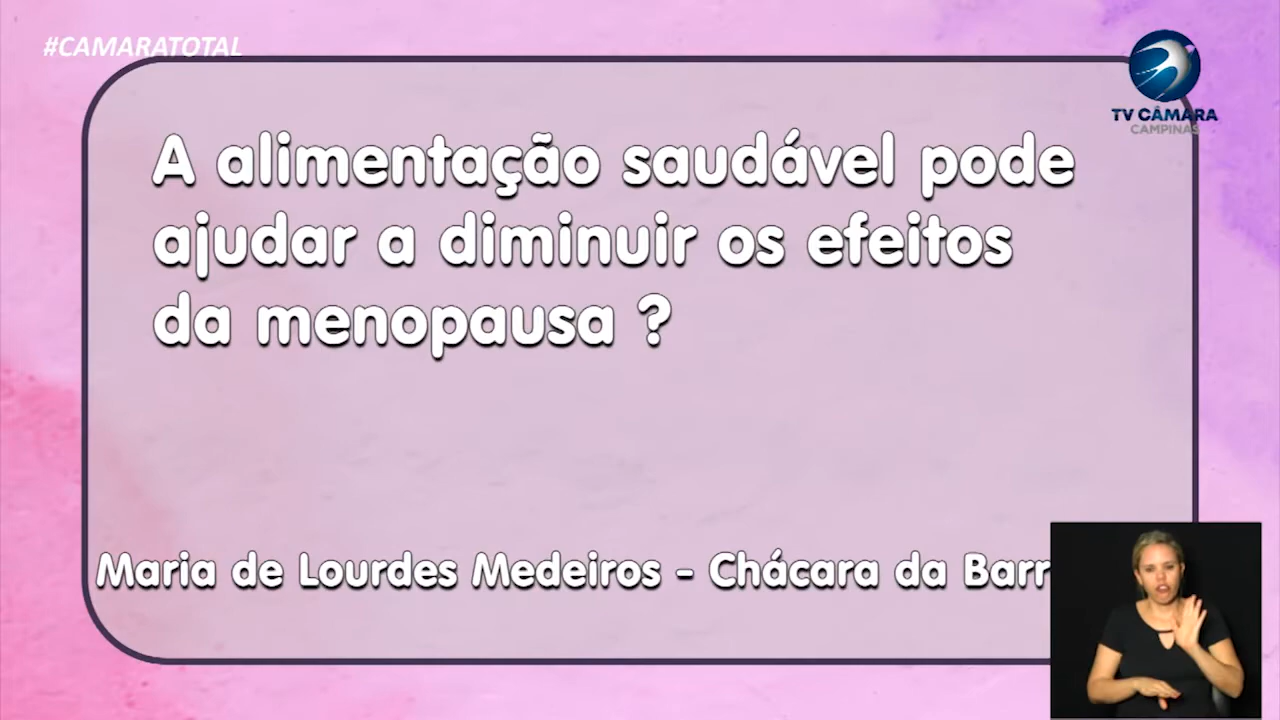 #CAMARATOTAL
TV CÂMARA
CAMPINAS
A alimentação saudável pode
ajudar a diminuir os efeitos
da menopausa ?
Maria de Lourdes Medeiros - Chácara da